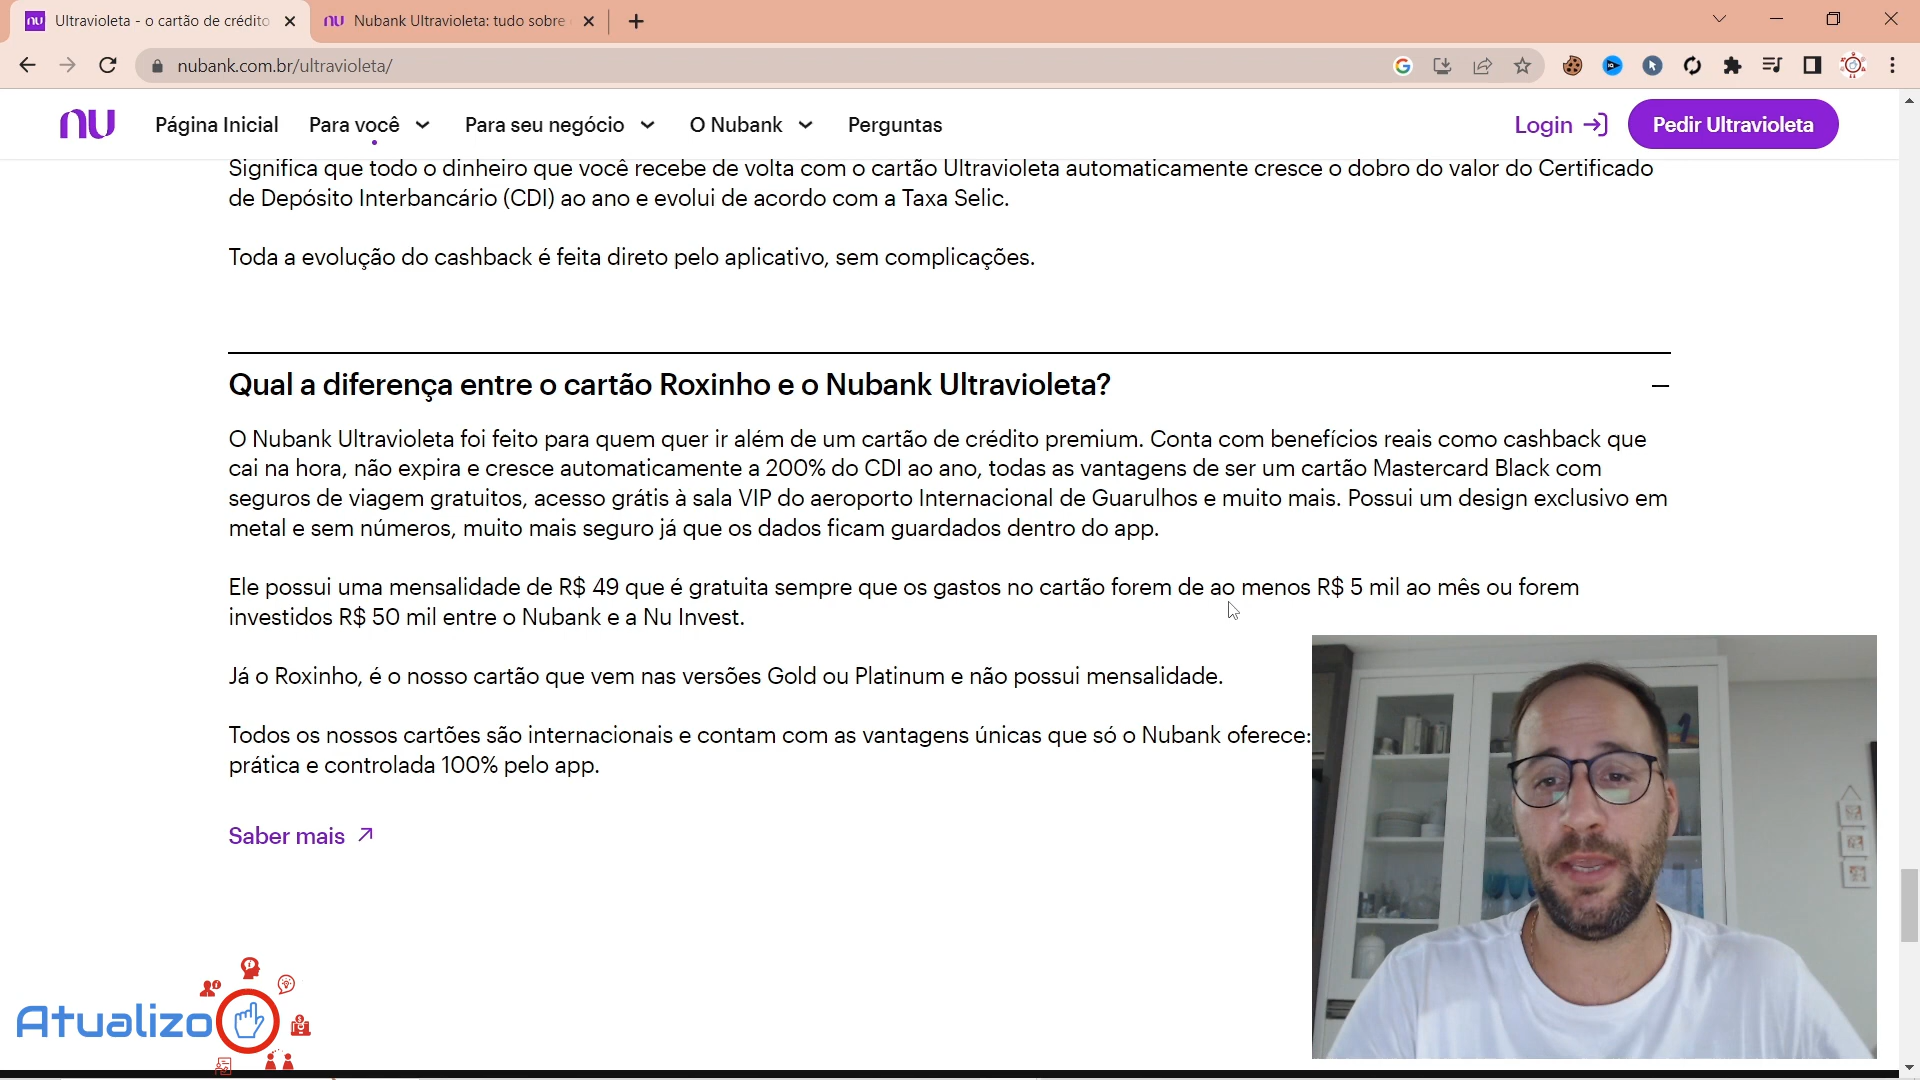 Ultravioleta - o cartão de crédito
Nubank Ultravioleta: tudo sobre
nubank.com.br/ultravioleta/
nu
Página Inicial
Para você
Para seu negócio
O Nubank
Perguntas
Login
Pedir Ultravioleta
Significa que todo o dinheiro que você recebe de volta com o cartão Ultravioleta automaticamente cresce o dobro do valor do Certificado
de Depósito Interbancário (CDI) ao ano e evolui de acordo com a Taxa Selic.
Toda a evolução do cashback é feita direto pelo aplicativo, sem complicações.
Qual a diferença entre o cartão Roxinho e o Nubank Ultravioleta?
O Nubank Ultravioleta foi feito para quem quer ir além de um cartão de crédito premium. Conta com benefícios reais como cashback que
cai na hora, não expira e cresce automaticamente a 200% do CDI ao ano, todas as vantagens de ser um cartão Mastercard Black com
seguros de viagem gratuitos, acesso grátis à sala VIP do aeroporto Internacional de Guarulhos e muito mais. Possui um design exclusivo em
metal e sem números, muito mais seguro já que os dados ficam guardados dentro do app.
Ele possui uma mensalidade de R$ 49 que é gratuita sempre que os gastos no cartão forem de ao menos R$ 5 mil ao mês ou forem
investidos R$ 50 mil entre o Nubank e a Nu Invest.
Já o Roxinho, é o nosso cartão que vem nas versões Gold ou Platinum e não possui mensalidade.
Todos os nossos cartões são internacionais e contam com as vantagens únicas que só o Nubank oferece:
prática e controlada 100% pelo app.
Saber mais
Atualizo